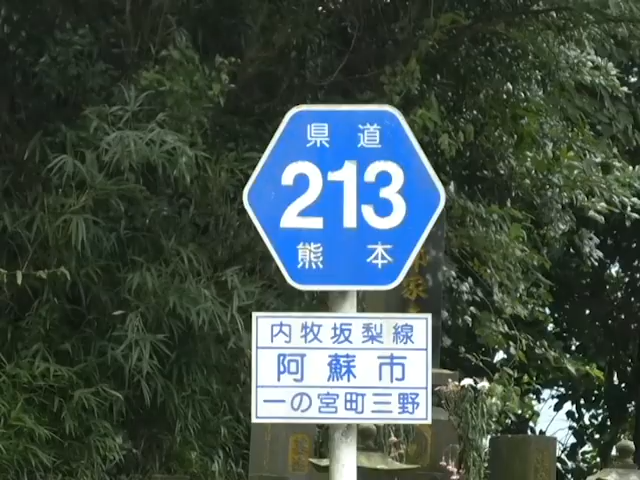 県道
213
熊本
内牧坂梨線
阿蘇市
一の宮町三野